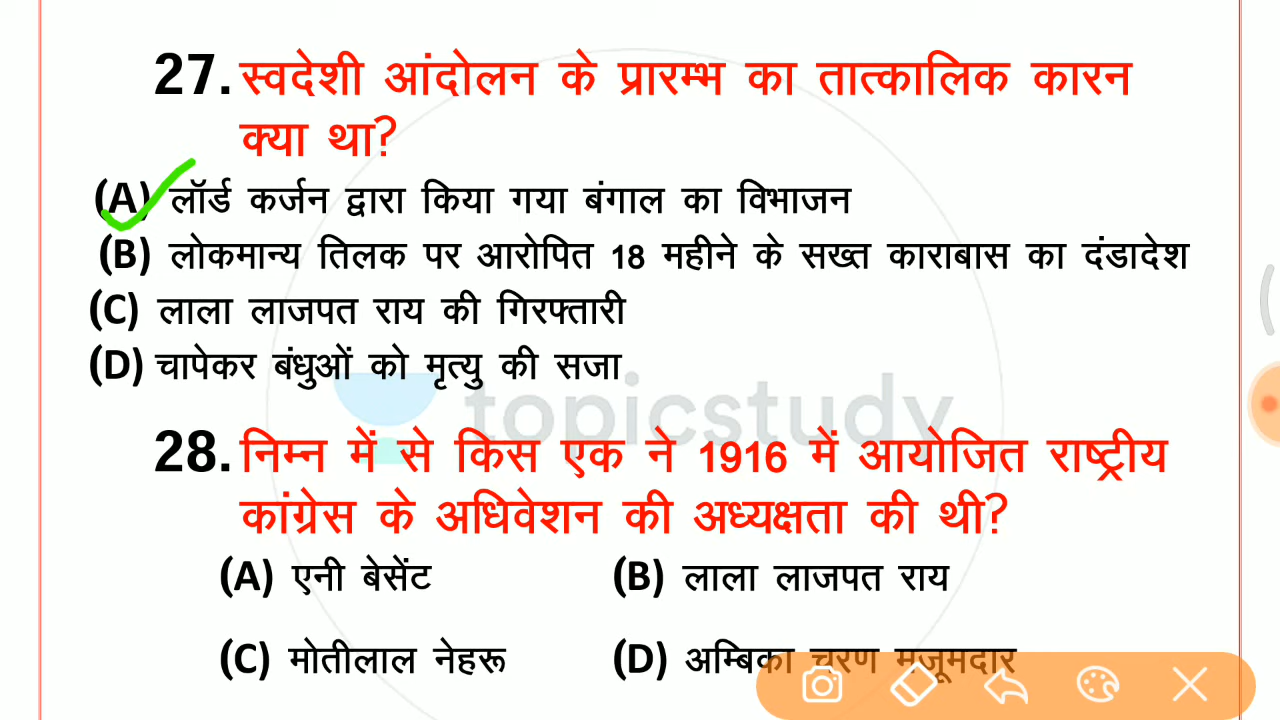 27. स्वदेशी आंदोलन के प्रारम्भ का तात्कालिक कारन
क्या था?
(A) लॉर्ड कर्जन द्वारा किया गया बंगाल का विभाजन
(B) लोकमान्य तिलक पर आरोपित 18 महीने के सख्त काराबास का दंडादेश
(C) लाला लाजपत राय की गिरफ्तारी
(D) चापेकर बंधुओं को मृत्यु की सजा
topicstudy
28. निम्न में से किस एक ने 1916 में आयोजित राष्ट्रीय
कांग्रेस के अधिवेशन की अध्यक्षता की थी?
(A) एनी बेसेंट (B) लाला लाजपत राय
(C) मोतीलाल नेहरू (D) अम्बिका चरण मजूमदार